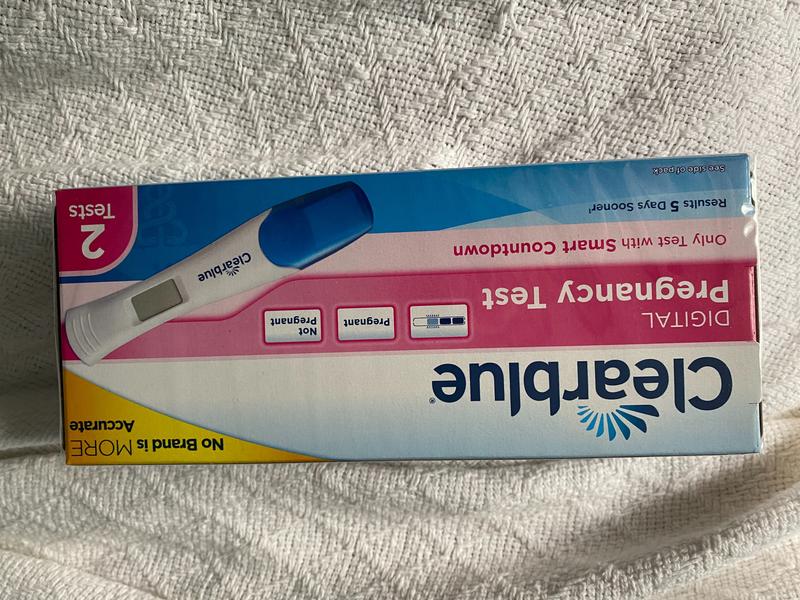 Clearblue®
No Brand is MORE
Accurate
DIGITAL
Pregnancy Test
Pregnant
Not
Pregnant
Only Test with Smart Countdown
Results 5 Days Sooner¹
See side of pack
Clearblue
2
Tests